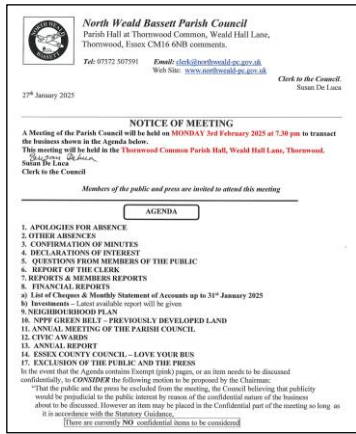 NORTH WEALD
BASSETT
North Weald Bassett Parish Council
Parish Hall at Thornwood Common, Weald Hall Lane,
Thornwood, Essex CM16 6NB comments.
Tel: 07572 507591 Email: clerk@northweald-pc.gov.uk
Web Site: www.northweald-pc.gov.uk
Clerk to the Council.
Susan De Luca
27th January 2025
NOTICE OF MEETING
A Meeting of the Parish Council will be held on MONDAY 3rd February 2025 at 7.30 pm to transact
the business shown in the Agenda below.
This meeting will be held in the Thornwood Common Parish Hall, Weald Hall Lane, Thornwood.
Susan De Luca
Susan De Luca
Clerk to the Council
Members of the public and press are invited to attend this meeting
AGENDA
1. APOLOGIES FOR ABSENCE
2. OTHER ABSENCES
3. CONFIRMATION OF MINUTES
4. DECLARATIONS OF INTEREST
5. QUESTIONS FROM MEMBERS OF THE PUBLIC
6. REPORT OF THE CLERK
7. REPORTS & MEMBERS REPORTS
8. FINANCIAL REPORTS
a) List of Cheques & Monthly Statement of Accounts up to 31st January 2025
b) Investments – Latest available report will be given
9. NEIGHBOURHOOD PLAN
10. NPPF GREEN BELT – PREVIOUSLY DEVELOPED LAND
11. ANNUAL MEETING OF THE PARISH COUNCIL
12. CIVIC AWARDS
13. ANNUAL REPORT
14. ESSEX COUNTY COUNCIL – LOVE YOUR BUS
17. EXCLUSION OF THE PUBLIC AND THE PRESS
In the event that the Agenda contains Exempt (pink) pages, or an item needs to be discussed
confidentially, to CONSIDER the following motion to be proposed by the Chairman:
"That the public and the press be excluded from the meeting, the Council believing that publicity
would be prejudicial to the public interest by reason of the confidential nature of the business
about to be discussed. However an item may be placed in the Confidential part of the meeting so long as
it is accordance with the Statutory Guidance,
There are currently NO confidential items to be considered